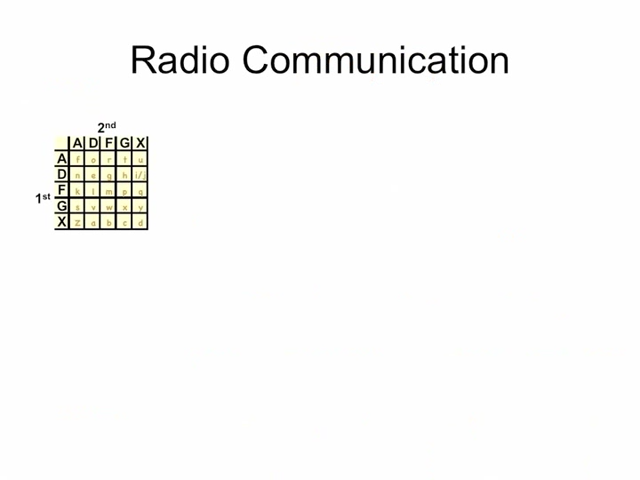 Radio Communication
2nd
A D F G X
A f o r t u
D n e g h i/j
F k l m p q
1st
G s v w x y
X z a b c d